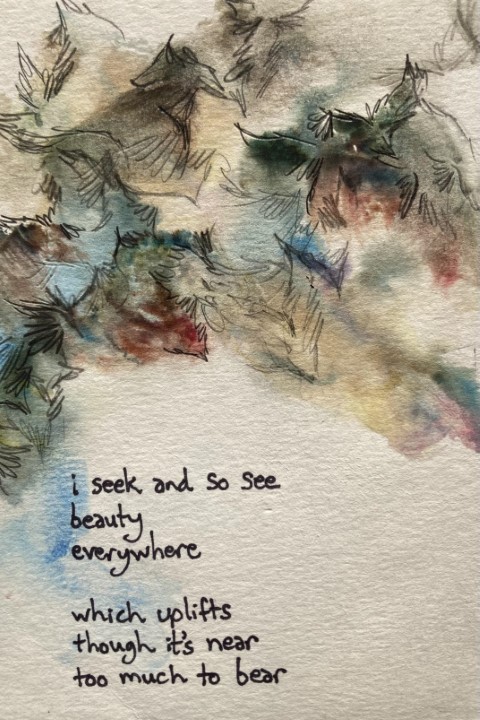 i seek and so see
beauty
everywhere
which uplifts
though it's near
too much to bear